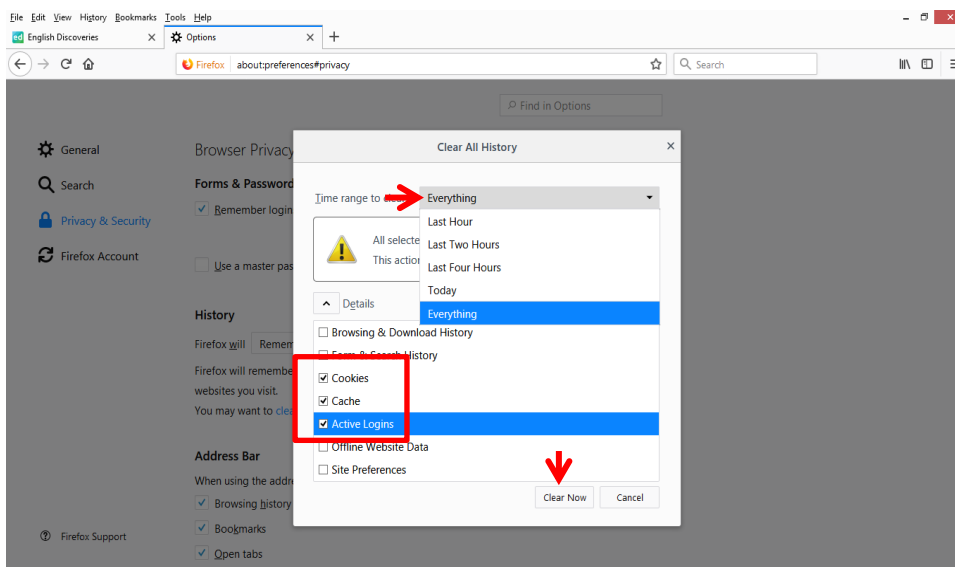 File Edit View History Bookmarks Tools Help
ed English Discoveries Options
Firefox about:preferences#privacy Search
Find in Options
General
Search
Privacy & Security
Firefox Account
Firefox Support
Browser Privacy
Forms & Password
Remember login
Use a master pas
History
Firefox will Remem
Firefox will remembe
websites you visit.
You may want to clea
Address Bar
When using the addre
Browsing history
Bookmarks
Open tabs
Clear All History
Time range to Everything
Last Hour
Last Two Hours
Last Four Hours
Today
Everything
All selecte
This action
Details
Browsing & Download History
Form & Search History
Cookies
Cache
Active Logins
Offline Website Data
Site Preferences
Clear Now Cancel